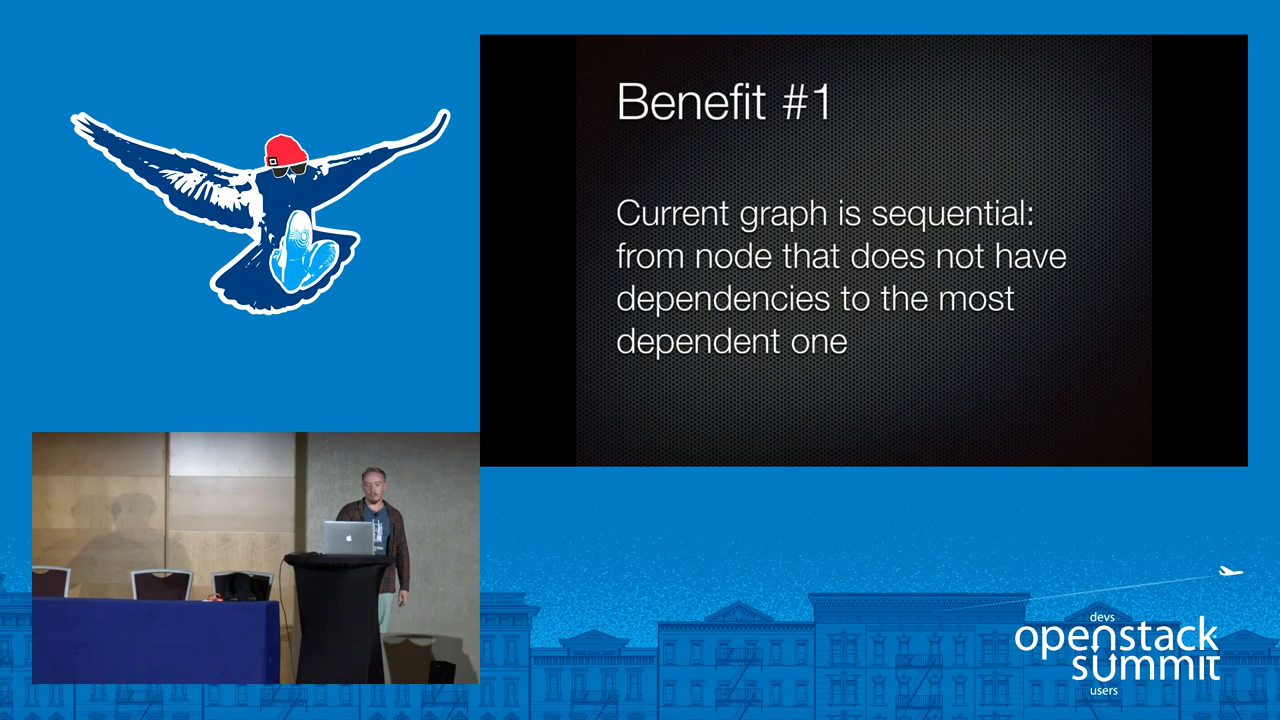 Benefit #1
Current graph is sequential:
from node that does not have
dependencies to the most
dependent one
devs
openstack
summit
users